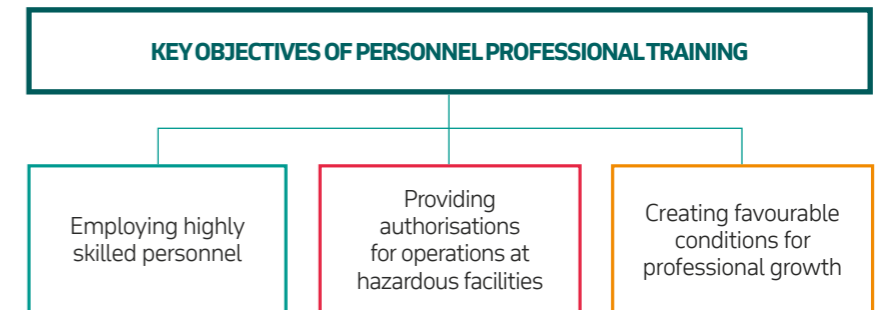 KEY OBJECTIVES OF PERSONNEL PROFESSIONAL TRAINING
Employing highly
skilled personnel
Providing
authorisations
for operations at
hazardous facilities
Creating favourable
conditions for
professional growth